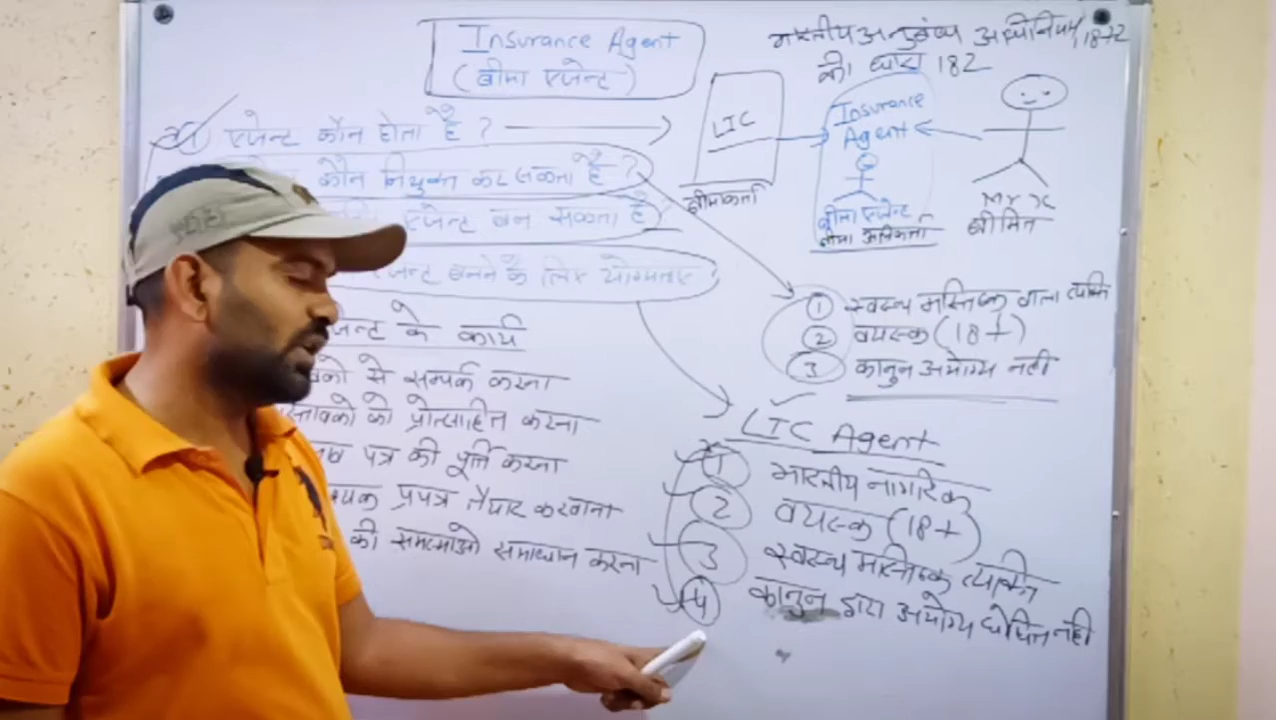 Insurance Agent
(बीमा एजेन्ट)
भारतीय अनुबंध अधिनियम, 1872
की धारा 182
एजेन्ट कौन होता है ?
कौन नियुक्त कर सकता है ?
एजेन्ट बन सकता है
एजेन्ट बनने के लिए योग्यताएं
LIC
बीमाकर्ता
Insurance
Agent
बीमा एजेन्ट
बीमा अभिकर्ता
Mr X
बीमित
1 स्वस्थ्य मस्तिष्क वाला व्यक्ति
2 वयस्क (18+)
3 कानुन अयोग्य नही
के कार्य
से सम्पर्क करना
को प्रोत्साहित करना
पत्र की पूर्ति करना
प्रपत्र तैयार करवाना
की समस्याओ समाधान करना
LIC Agent
1 भारतीय नागरिक
2 वयस्क (18+)
3 स्वस्थ्य मस्तिष्क व्यक्ति
4 कानुन द्वारा अयोग्य घोषित नही